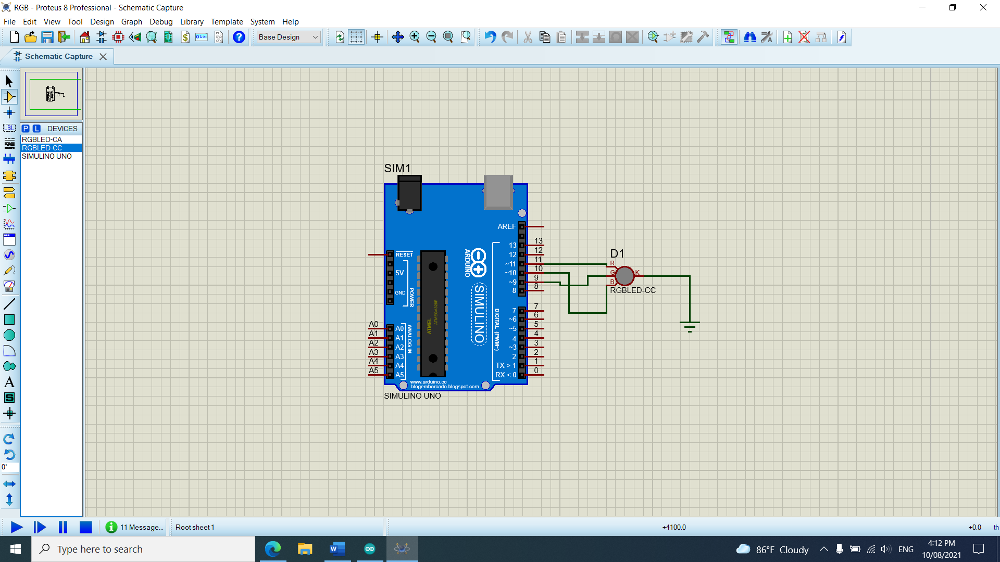 RGB - Proteus 8 Professional - Schematic Capture
File Edit View Tool Design Graph Debug Library Template System Help
Base Design
Schematic Capture
P L DEVICES
RGBLED-CA
RGBLED-CC
SIMULINO UNO
LBL
A
S
0°
SIM1
AREF
RESET
5V
GND
POWER
A0 A0
A1 A1
A2 A2
A3 A3
A4 A4
A5 A5
ANALOG IN
ATMEL
ATMEGA328P
ARDUINO
SIMULINO
DIGITAL (PWM~)
13 13
12 12
~11 11
~10 10
~9 9
8 8
7 7
~6 6
~5 5
4 4
~3 3
2 2
TX > 1 1
RX < 0 0
www.arduino.cc
blogembarcado.blogspot.com
SIMULINO UNO
D1
R
G
B
K
RGBLED-CC
11 Message...
Root sheet 1
+4100.0
+0.0
th
Type here to search
86°F Cloudy
ENG
4:12 PM
10/08/2021